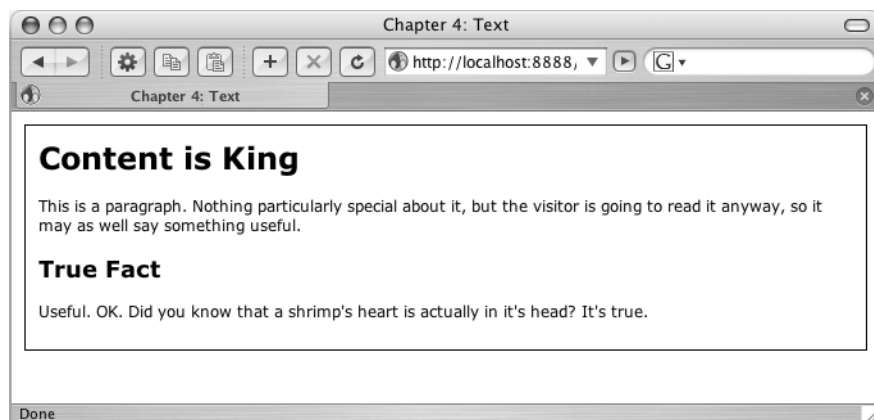 Chapter 4: Text
http://localhost:8888/
G
Chapter 4: Text
Content is King
This is a paragraph. Nothing particularly special about it, but the visitor is going to read it anyway, so it
may as well say something useful.
True Fact
Useful. OK. Did you know that a shrimp's heart is actually in it's head? It's true.
Done